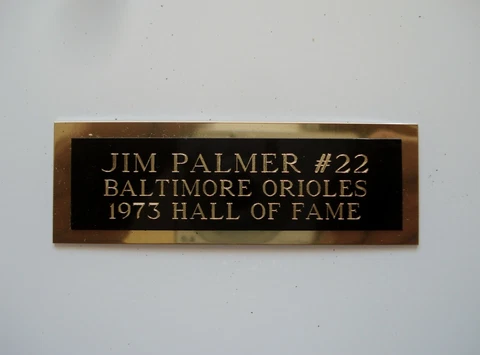 JIM PALMER #22
BALTIMORE ORIOLES
1973 HALL OF FAME